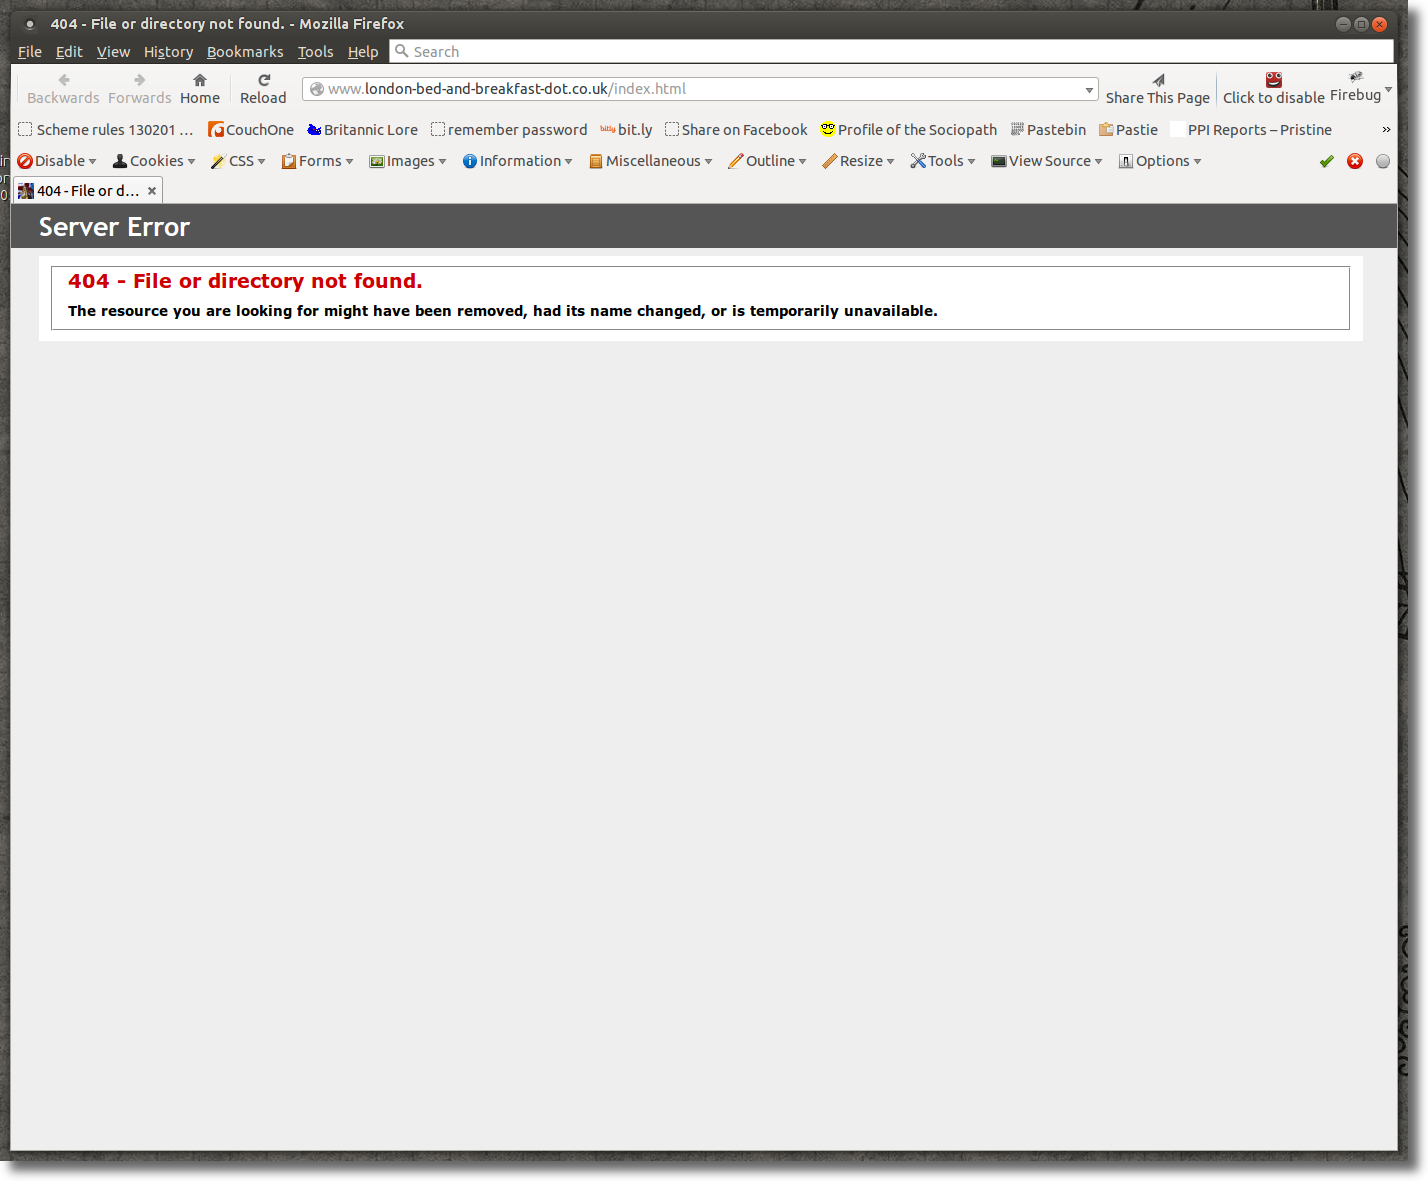 404 - File or directory not found. - Mozilla Firefox
File Edit View History Bookmarks Tools Help Search
Backwards Forwards Home Reload www.london-bed-and-breakfast-dot.co.uk/index.html Share This Page Click to disable Firebug
Scheme rules 130201 ... CouchOne Britannic Lore remember password bitly bit.ly Share on Facebook Profile of the Sociopath Pastebin Pastie PPI Reports – Pristine »
Disable Cookies CSS Forms Images Information Miscellaneous Outline Resize Tools View Source Options
404 - File or d...
Server Error
404 - File or directory not found.
The resource you are looking for might have been removed, had its name changed, or is temporarily unavailable.